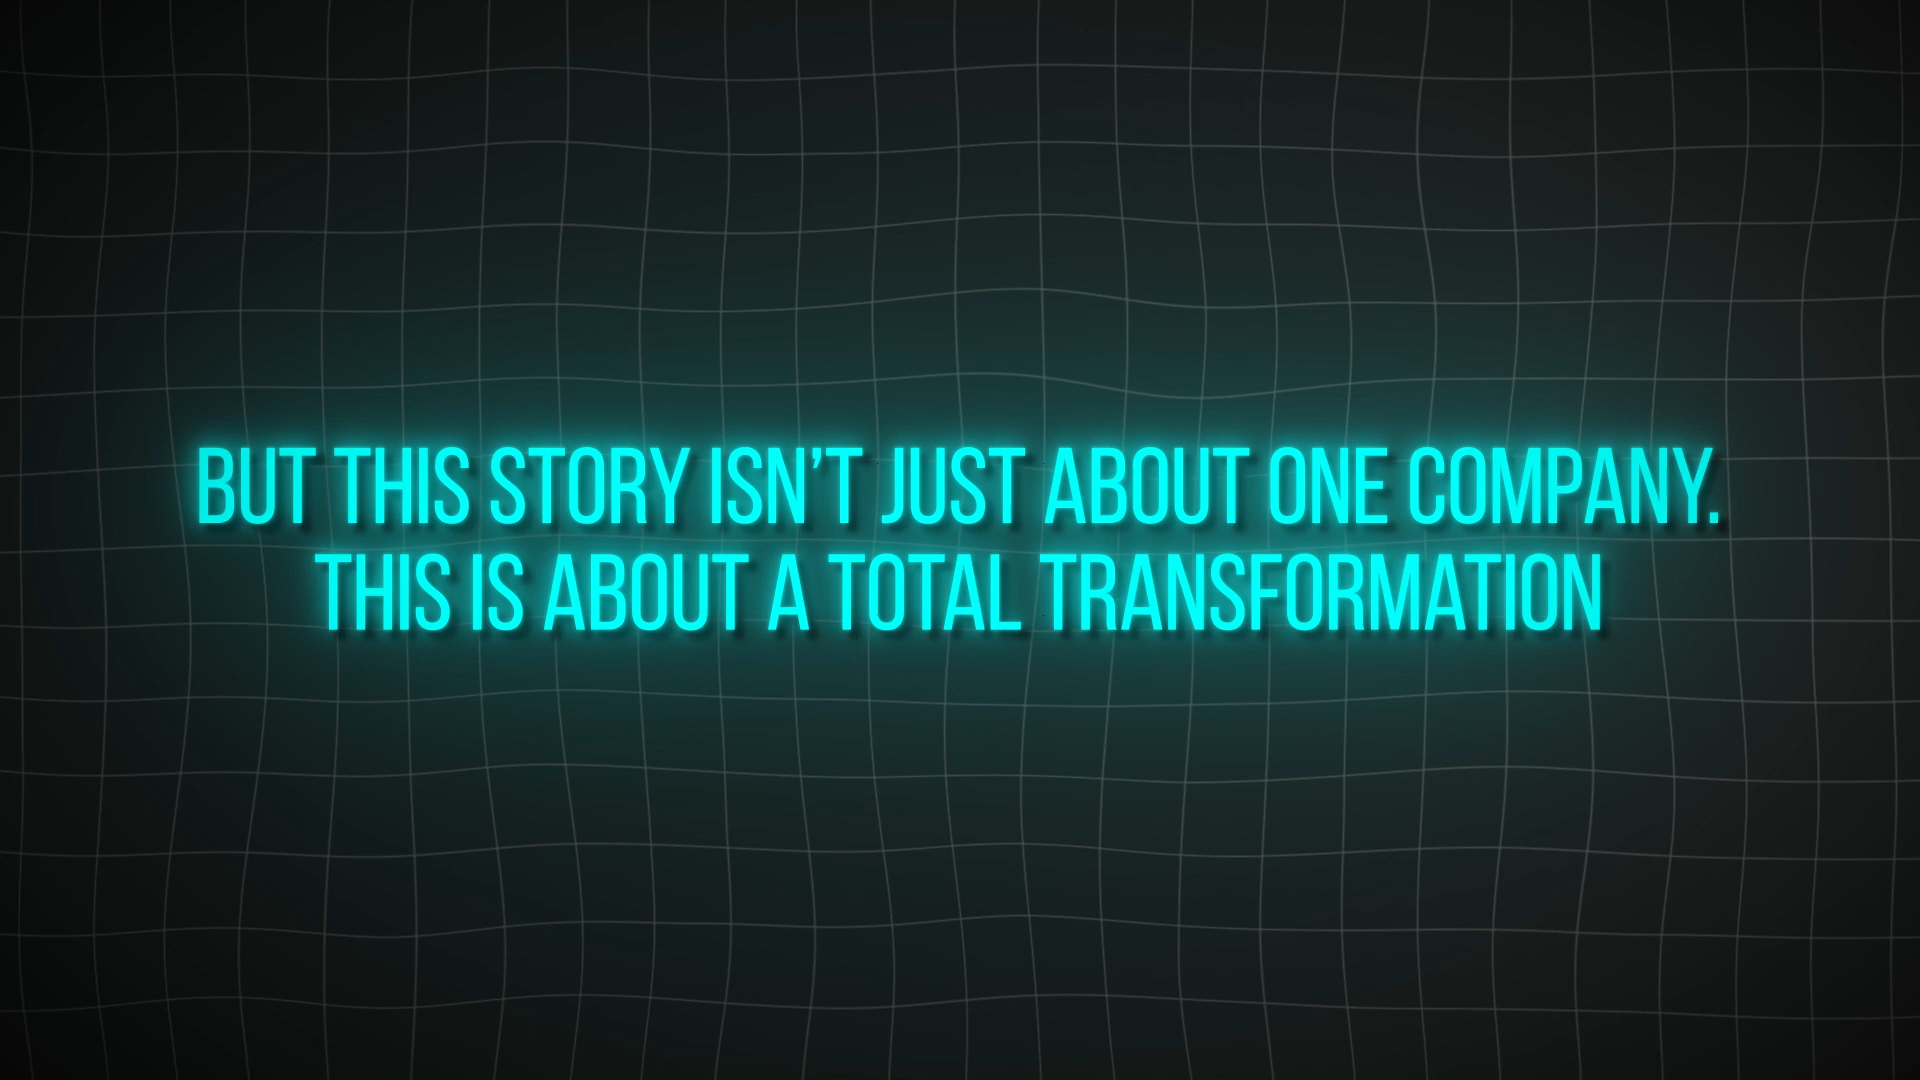 BUT THIS STORY ISN’T JUST ABOUT ONE COMPANY.
THIS IS ABOUT A TOTAL TRANSFORMATION